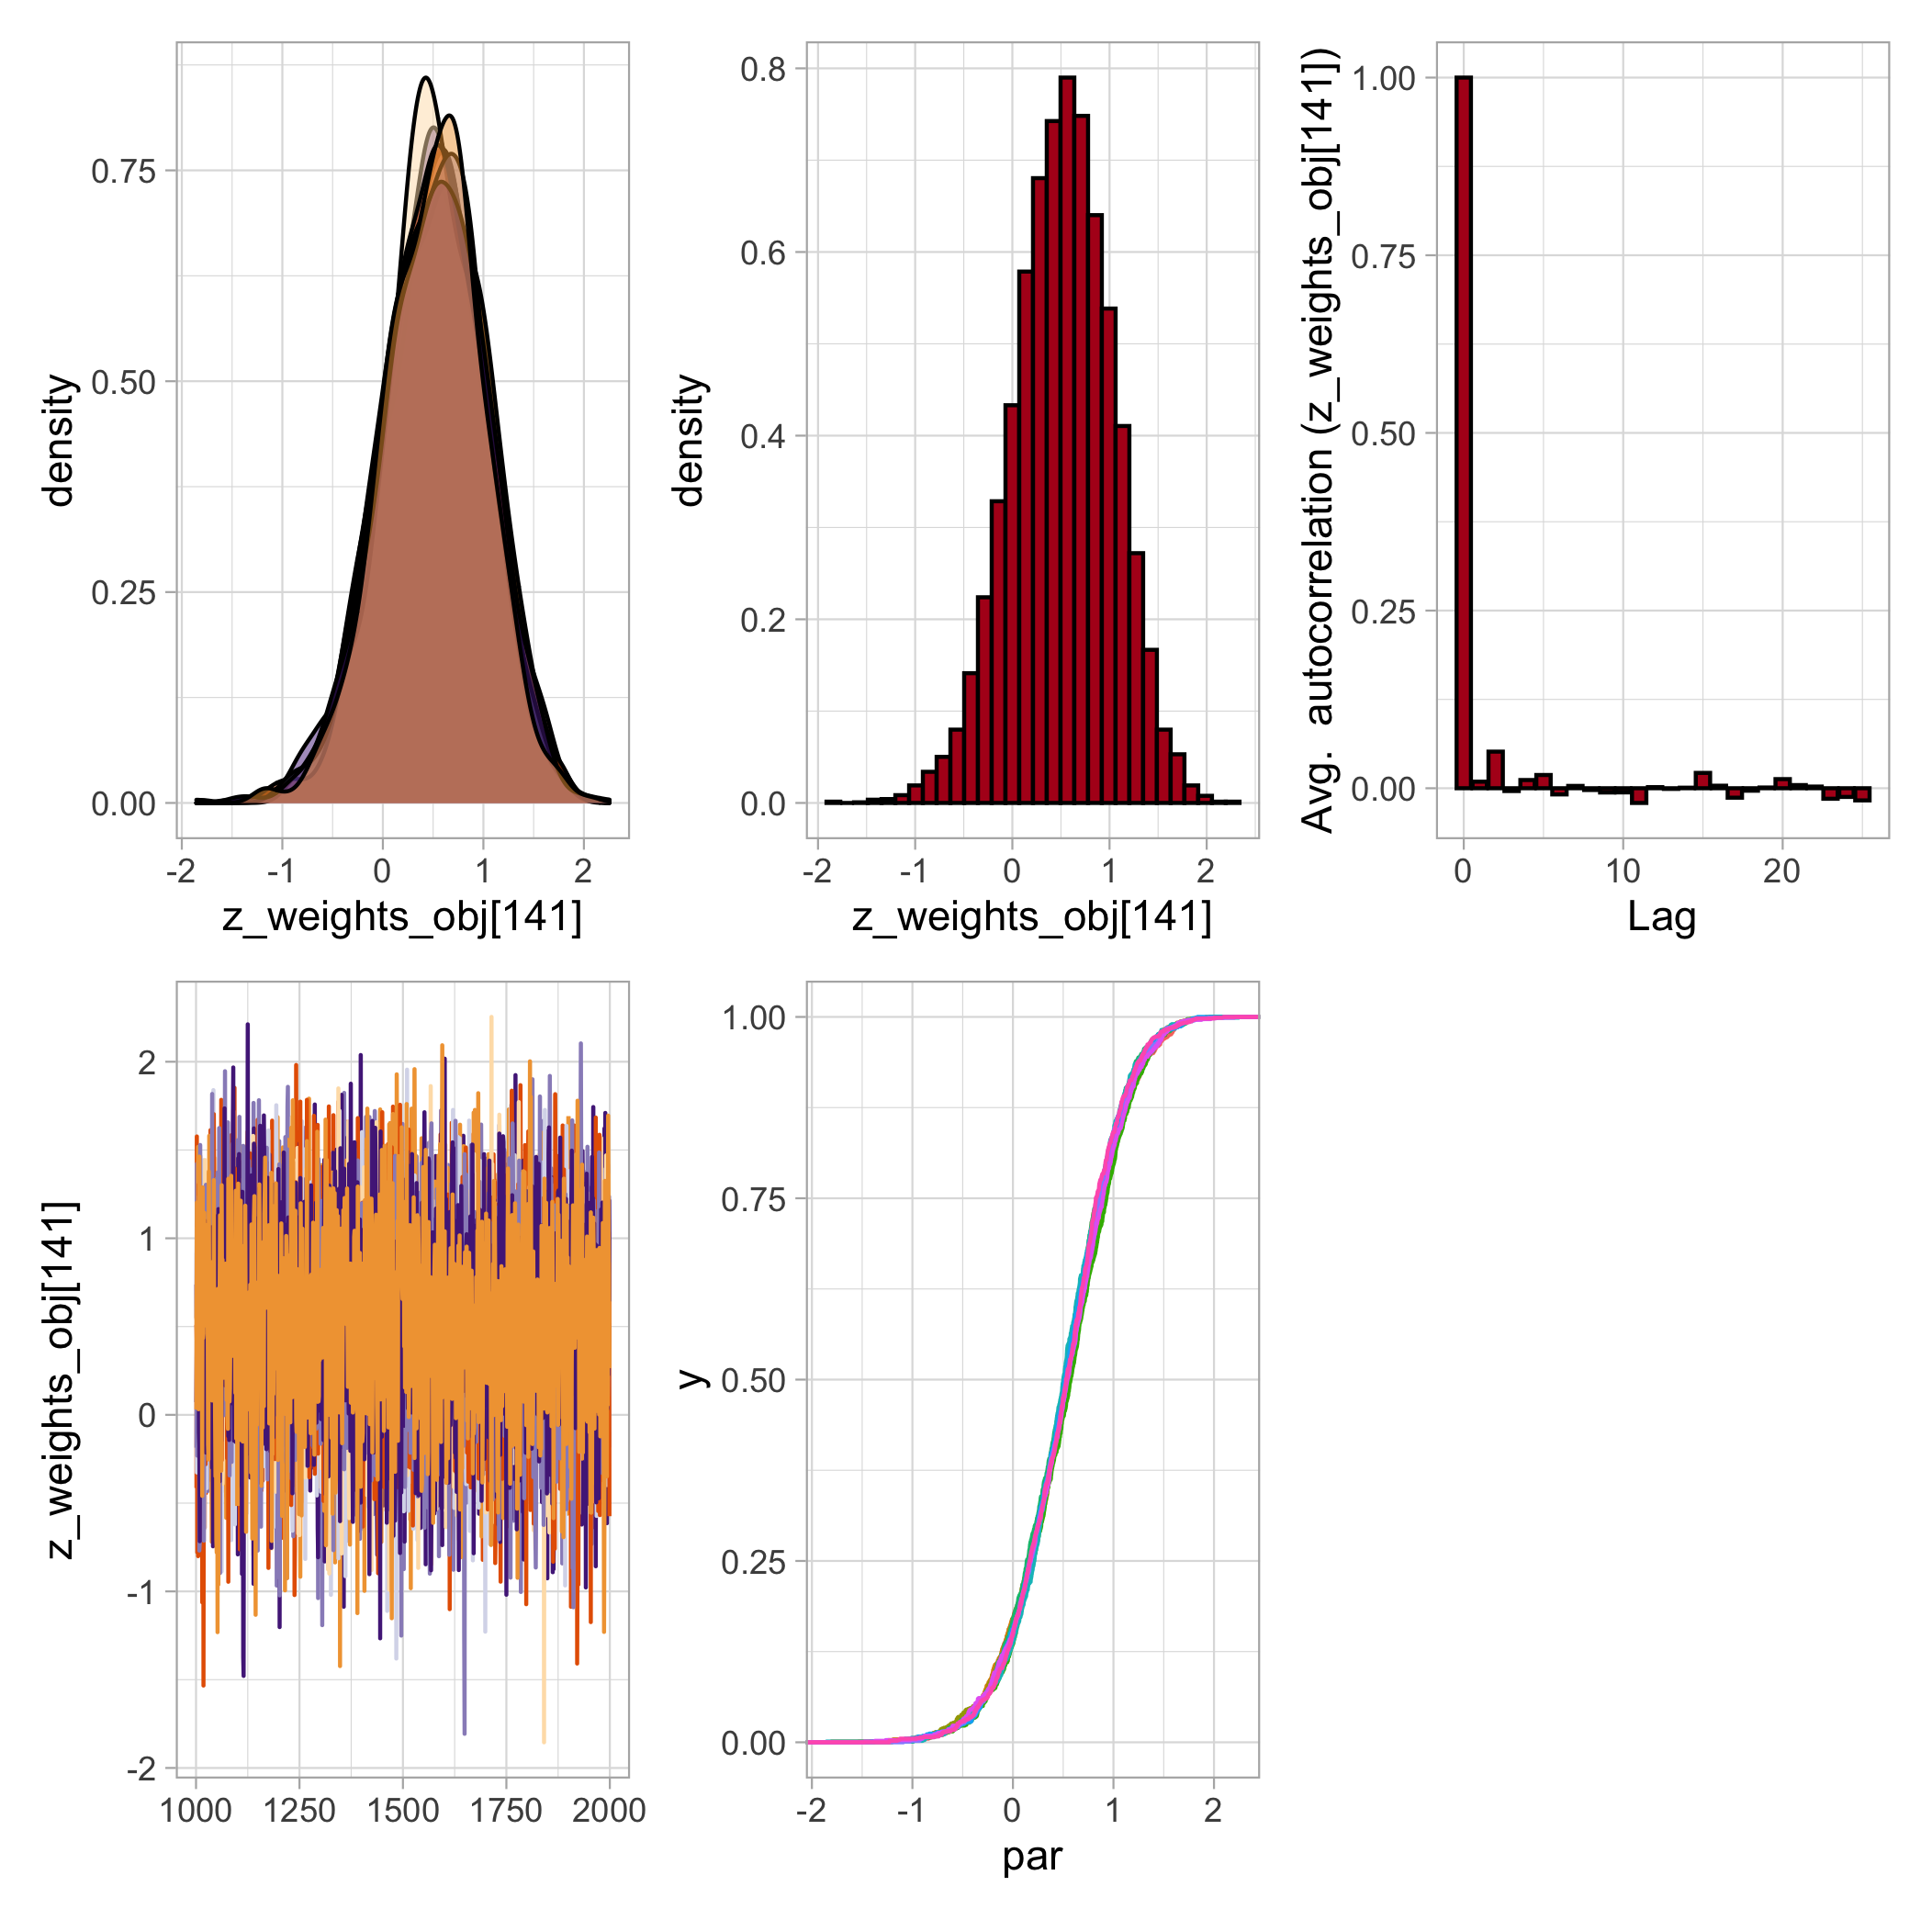 density
0.75
0.50
0.25
0.00
-2 -1 0 1 2
z_weights_obj[141]
density
0.8
0.6
0.4
0.2
0.0
-2 -1 0 1 2
z_weights_obj[141]
Avg. autocorrelation (z_weights_obj[141])
1.00
0.75
0.50
0.25
0.00
0 10 20
Lag
z_weights_obj[141]
2
1
0
-1
-2
1000 1250 1500 1750 2000
y
1.00
0.75
0.50
0.25
0.00
-2 -1 0 1 2
par